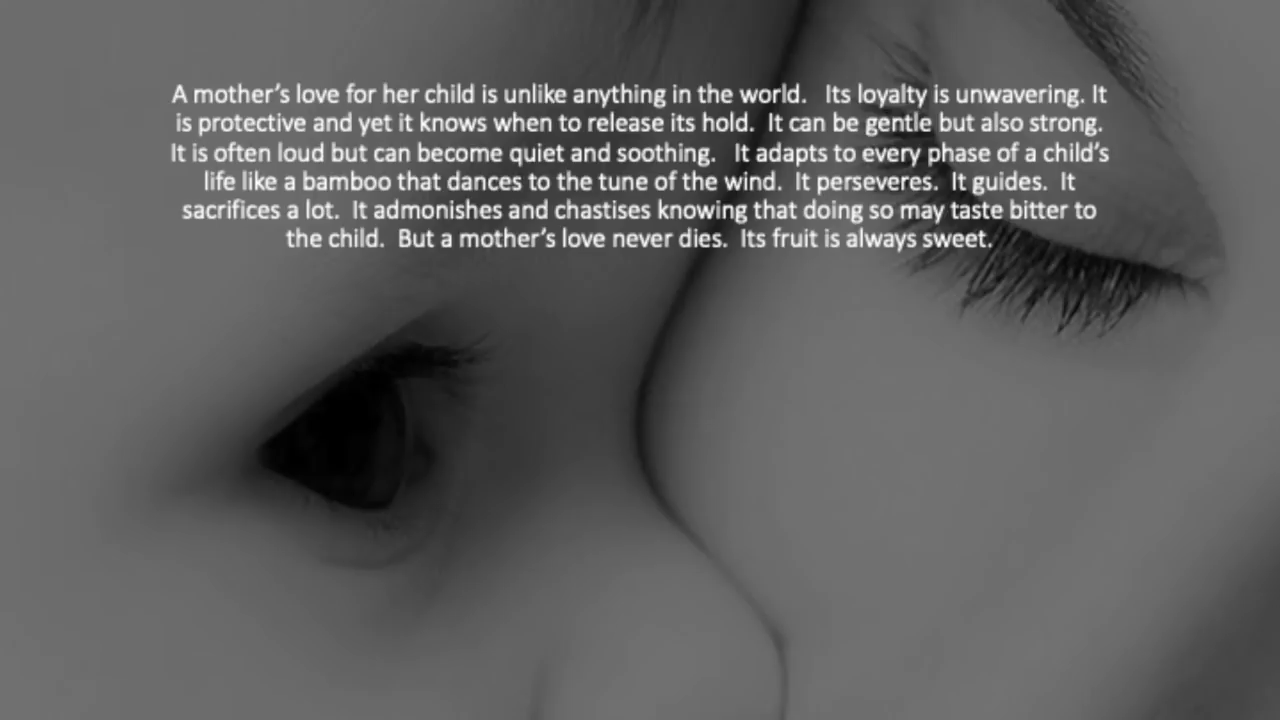 A mother’s love for her child is unlike anything in the world.   Its loyalty is unwavering. It
is protective and yet it knows when to release its hold.  It can be gentle but also strong.
It is often loud but can become quiet and soothing.   It adapts to every phase of a child’s
life like a bamboo that dances to the tune of the wind.  It perseveres.  It guides.  It
sacrifices a lot.  It admonishes and chastises knowing that doing so may taste bitter to
the child.  But a mother’s love never dies.  Its fruit is always sweet.